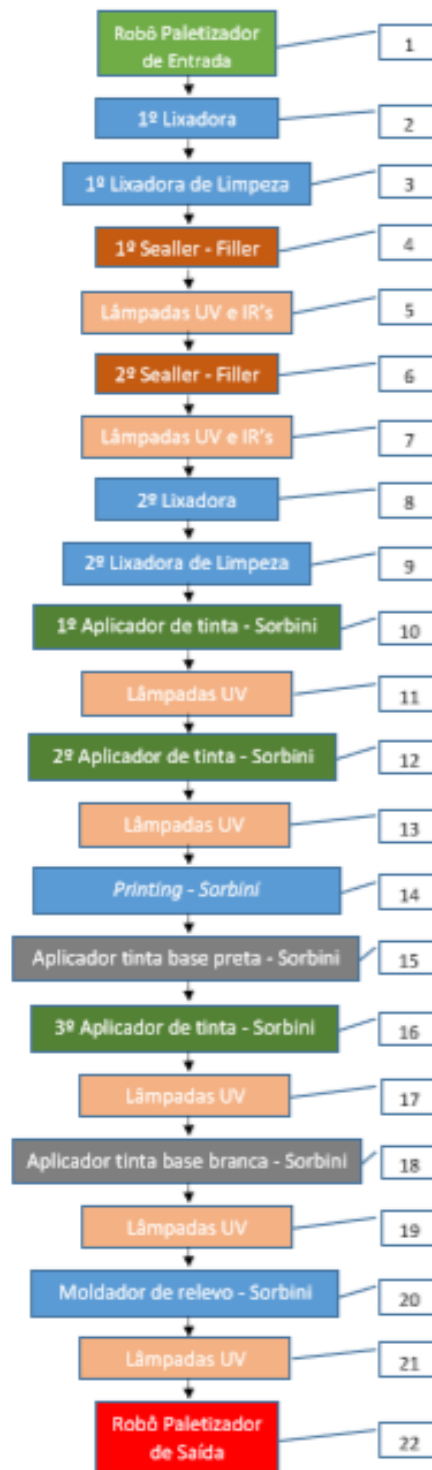 Robô Paletizador
de Entrada
1
1º Lixadora
2
1º Lixadora de Limpeza
3
1º Sealler - Filler
4
Lâmpadas UV e IR's
5
2º Sealler - Filler
6
Lâmpadas UV e IR's
7
2º Lixadora
8
2º Lixadora de Limpeza
9
1º Aplicador de tinta - Sorbini
10
Lâmpadas UV
11
2º Aplicador de tinta - Sorbini
12
Lâmpadas UV
13
Printing - Sorbini
14
Aplicador tinta base preta - Sorbini
15
3º Aplicador de tinta - Sorbini
16
Lâmpadas UV
17
Aplicador tinta base branca - Sorbini
18
Lâmpadas UV
19
Moldador de relevo - Sorbini
20
Lâmpadas UV
21
Robô Paletizador
de Saída
22